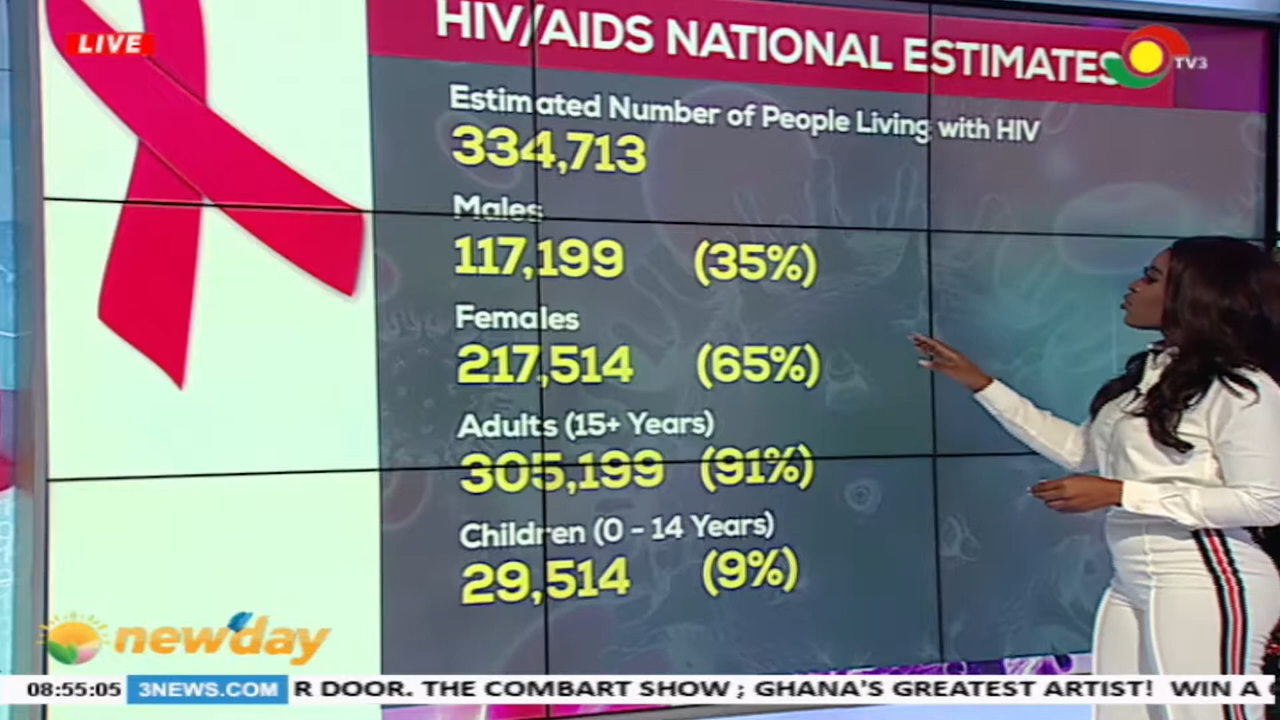 LIVE
HIV/AIDS NATIONAL ESTIMATES
TV3
Estimated Number of People Living with HIV
334,713
Males
117,199 (35%)
Females
217,514 (65%)
Adults (15+ Years)
305,199 (91%)
Children (0 - 14 Years)
29,514 (9%)
newday
08:55:05 3NEWS.COM R DOOR. THE COMBART SHOW ; GHANA'S GREATEST ARTIST! WIN A